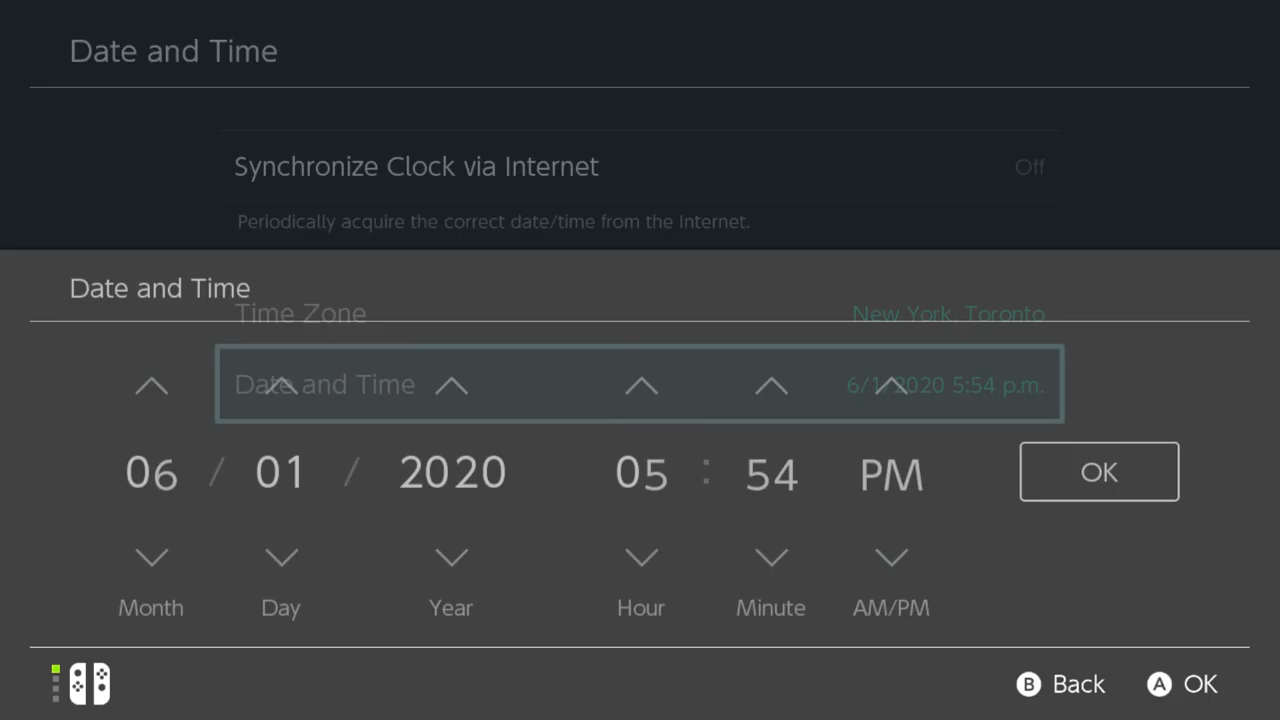 Date and Time
Synchronize Clock via Internet Off
Periodically acquire the correct date/time from the Internet.
Date and Time
Time Zone New York, Toronto
Date and Time 6/1/2020 5:54 p.m.
06 / 01 / 2020 05 : 54 PM OK
Month Day Year Hour Minute AM/PM
B Back A OK